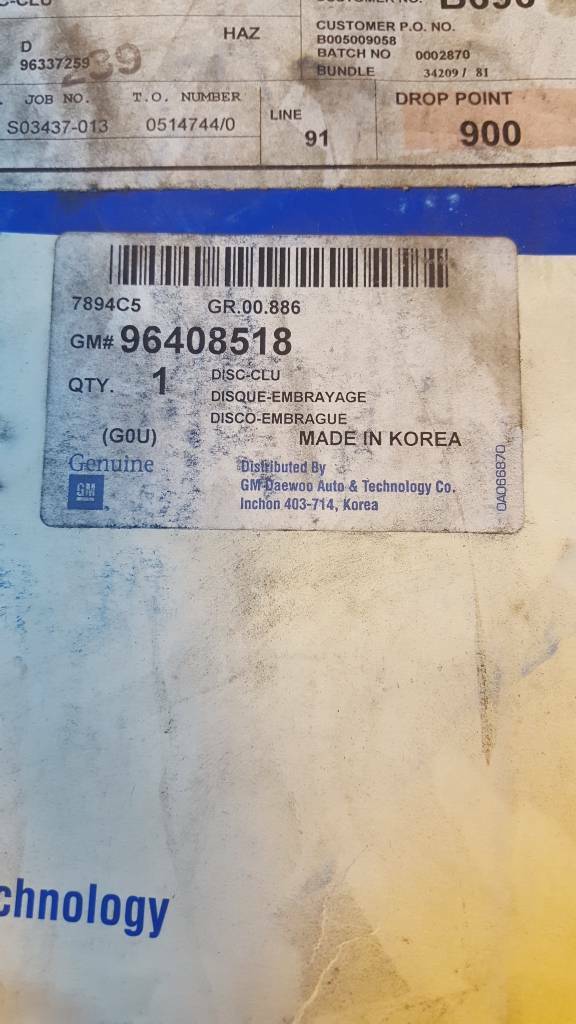 HAZ
CUSTOMER P.O. NO.
B005009058
D
96337259
BATCH NO 0002870
BUNDLE 34209 / 81
JOB NO. T.O. NUMBER
S03437-013 0514744/0
LINE
91
DROP POINT
900
7894C5 GR.00.886
GM# 96408518
QTY. 1
DISC-CLU
DISQUE-EMBRAYAGE
DISCO-EMBRAGUE
(G0U) MADE IN KOREA
Genuine
GM
Distributed By
GM Daewoo Auto & Technology Co.
Inchon 403-714, Korea
0A066870
chnology